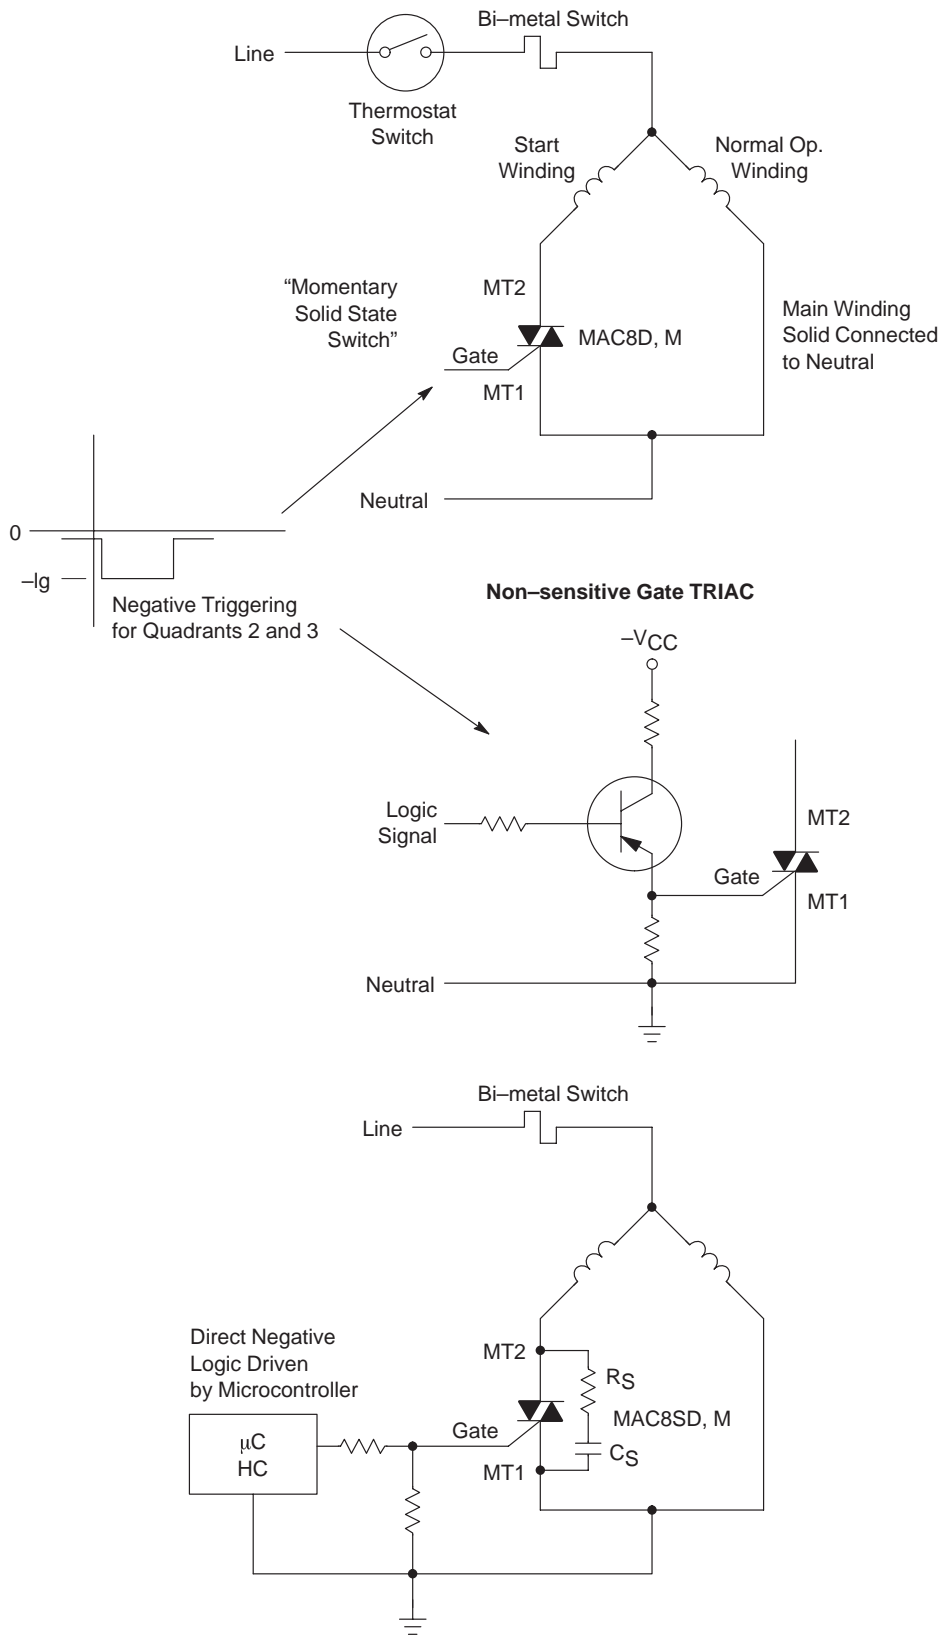 Bi–metal Switch
Line
Thermostat
Switch
Start
Winding
Normal Op.
Winding
“Momentary
Solid State
Switch”
MT2
MAC8D, M
Gate
MT1
Main Winding
Solid Connected
to Neutral
Neutral
0
–Ig
Negative Triggering
for Quadrants 2 and 3
Non–sensitive Gate TRIAC
–VCC
Logic
Signal
MT2
Gate
MT1
Neutral
Bi–metal Switch
Line
Direct Negative
Logic Driven
by Microcontroller
MT2
RS
MAC8SD, M
Gate
CS
MT1
µC
HC